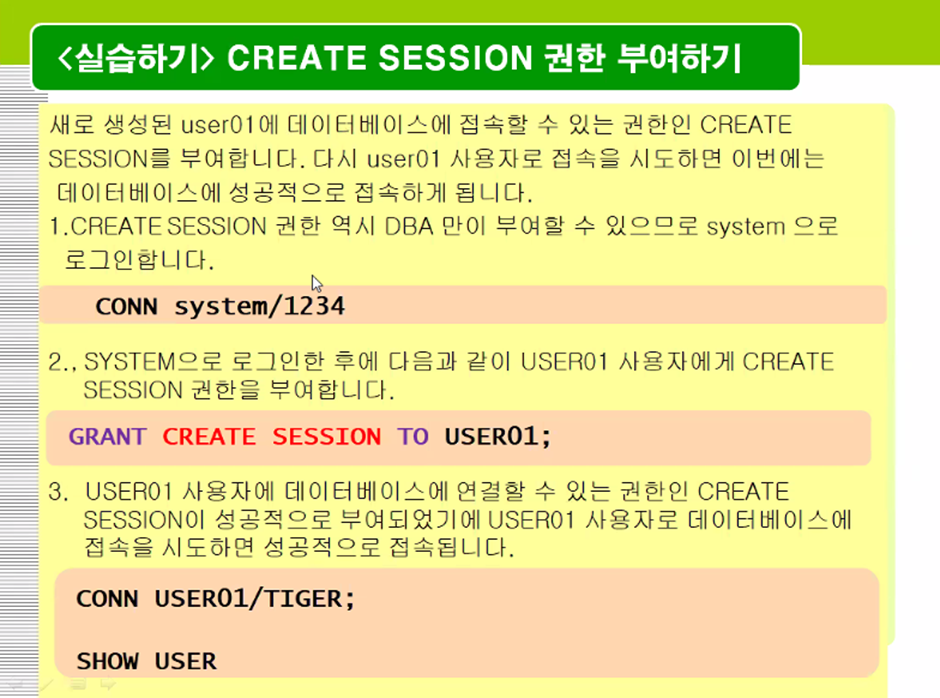 <실습하기> CREATE SESSION 권한 부여하기
새로 생성된 user01에 데이터베이스에 접속할 수 있는 권한인 CREATE
SESSION를 부여합니다. 다시 user01 사용자로 접속을 시도하면 이번에는
데이터베이스에 성공적으로 접속하게 됩니다.
1.CREATE SESSION 권한 역시 DBA 만이 부여할 수 있으므로 system 으로
로그인합니다.
CONN system/1234
2., SYSTEM으로 로그인한 후에 다음과 같이 USER01 사용자에게 CREATE
SESSION 권한을 부여합니다.
GRANT CREATE SESSION TO USER01;
3. USER01 사용자에 데이터베이스에 연결할 수 있는 권한인 CREATE
SESSION이 성공적으로 부여되었기에 USER01 사용자로 데이터베이스에
접속을 시도하면 성공적으로 접속됩니다.
CONN USER01/TIGER;
SHOW USER